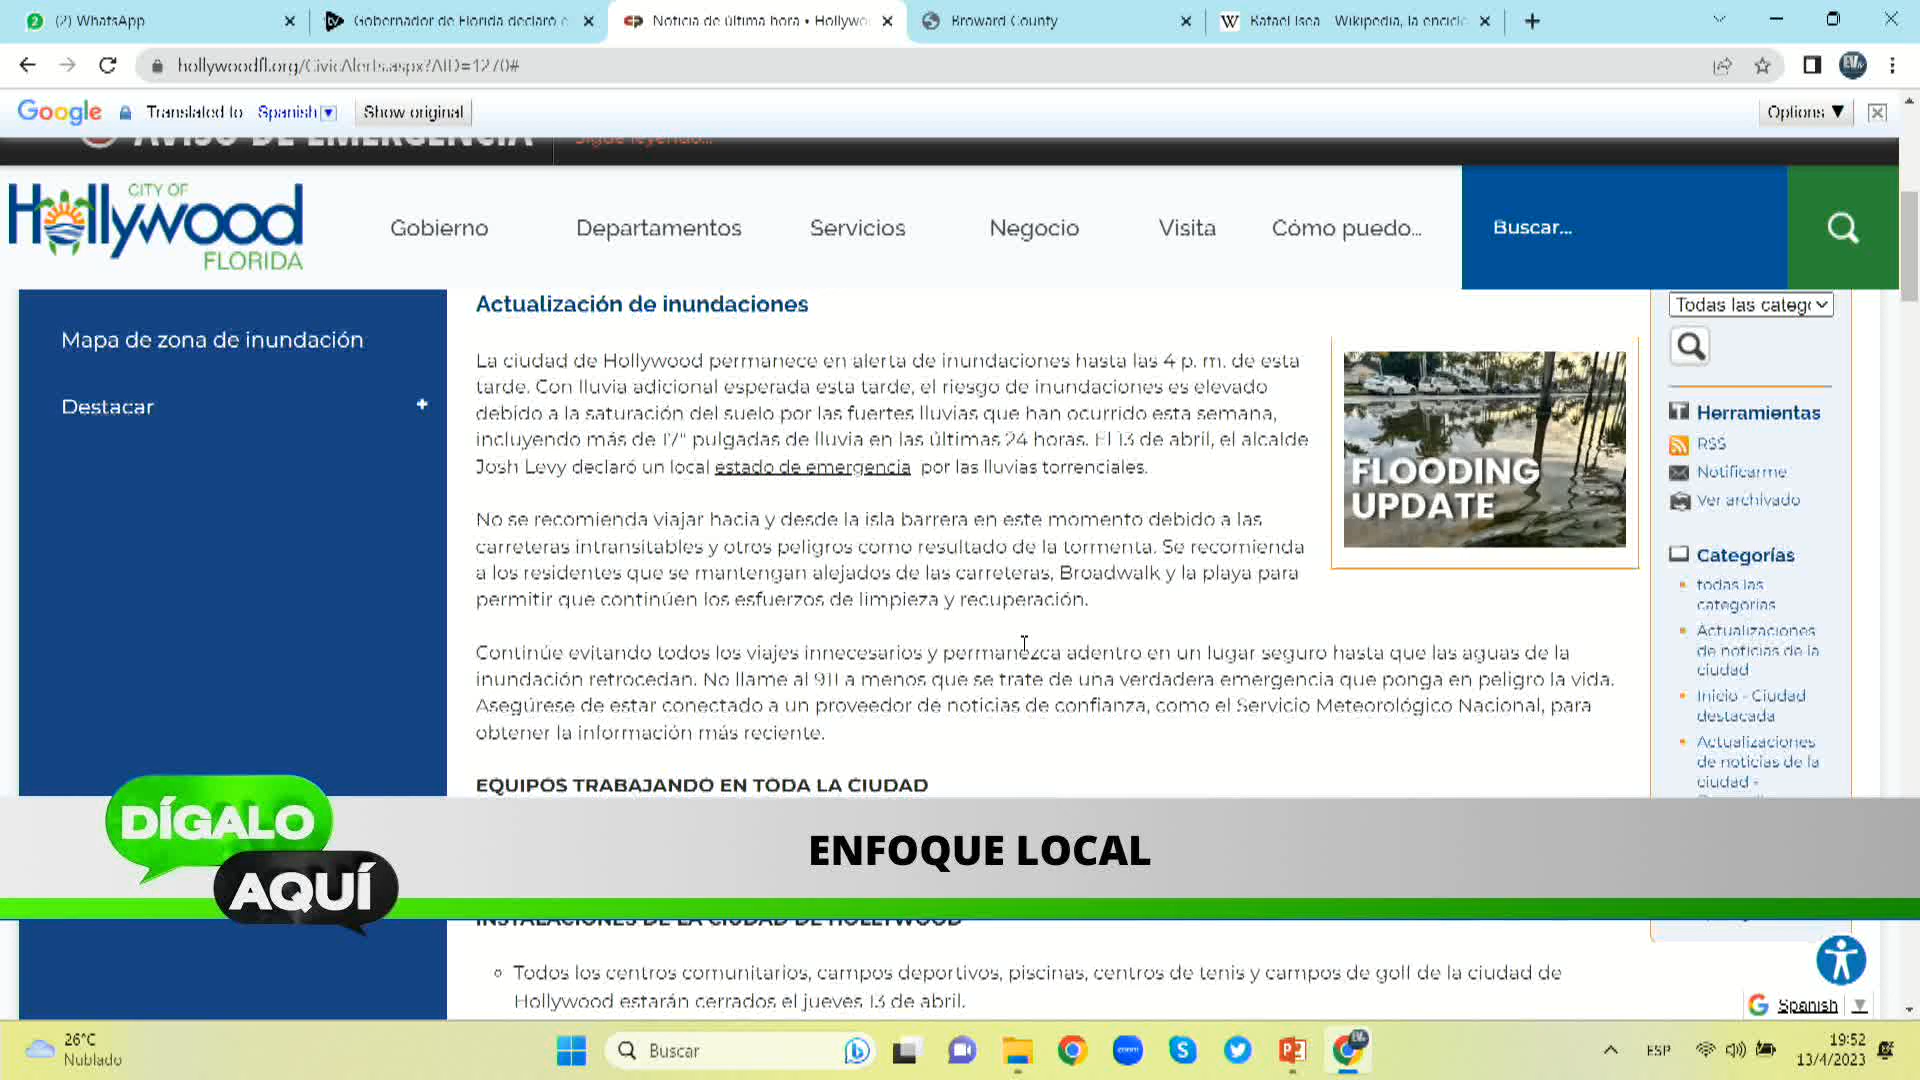 (2) WhatsApp
Gobernador de Florida declaró e
Noticia de última hora • Hollywo
Broward County
Rafael Isea - Wikipedia, la encicl
hollywoodfl.org/CivicAlerts.aspx?AID=1270#
Google
Translated to Spanish
Show original
Options ▼
AVISO DE EMERGENCIA
Sigue leyendo...
CITY OF
Hollywood
FLORIDA
Gobierno
Departamentos
Servicios
Negocio
Visita
Cómo puedo...
Buscar...
Mapa de zona de inundación
Destacar
+
Actualización de inundaciones
La ciudad de Hollywood permanece en alerta de inundaciones hasta las 4 p. m. de esta
tarde. Con lluvia adicional esperada esta tarde, el riesgo de inundaciones es elevado
debido a la saturación del suelo por las fuertes lluvias que han ocurrido esta semana,
incluyendo más de 17" pulgadas de lluvia en las últimas 24 horas. El 13 de abril, el alcalde
Josh Levy declaró un local estado de emergencia por las lluvias torrenciales.
FLOODING
UPDATE
No se recomienda viajar hacia y desde la isla barrera en este momento debido a las
carreteras intransitables y otros peligros como resultado de la tormenta. Se recomienda
a los residentes que se mantengan alejados de las carreteras, Broadwalk y la playa para
permitir que continúen los esfuerzos de limpieza y recuperación.
Continúe evitando todos los viajes innecesarios y permanezca adentro en un lugar seguro hasta que las aguas de la
inundación retrocedan. No llame al 911 a menos que se trate de una verdadera emergencia que ponga en peligro la vida.
Asegúrese de estar conectado a un proveedor de noticias de confianza, como el Servicio Meteorológico Nacional, para
obtener la información más reciente.
EQUIPOS TRABAJANDO EN TODA LA CIUDAD
Todas las catego
Herramientas
RSS
Notificarme
Ver archivado
Categorías
todas las
categorías
Actualizaciones
de noticias de la
ciudad
Inicio - Ciudad
destacada
Actualizaciones
de noticias de la
ciudad -
DÍGALO
AQUÍ
ENFOQUE LOCAL
INSTALACIONES DE LA CIUDAD DE HOLLYWOOD
Todos los centros comunitarios, campos deportivos, piscinas, centros de tenis y campos de golf de la ciudad de
Hollywood estarán cerrados el jueves 13 de abril.
Spanish
26°C
Nublado
Buscar
zoom
ESP
19:52
13/4/2023